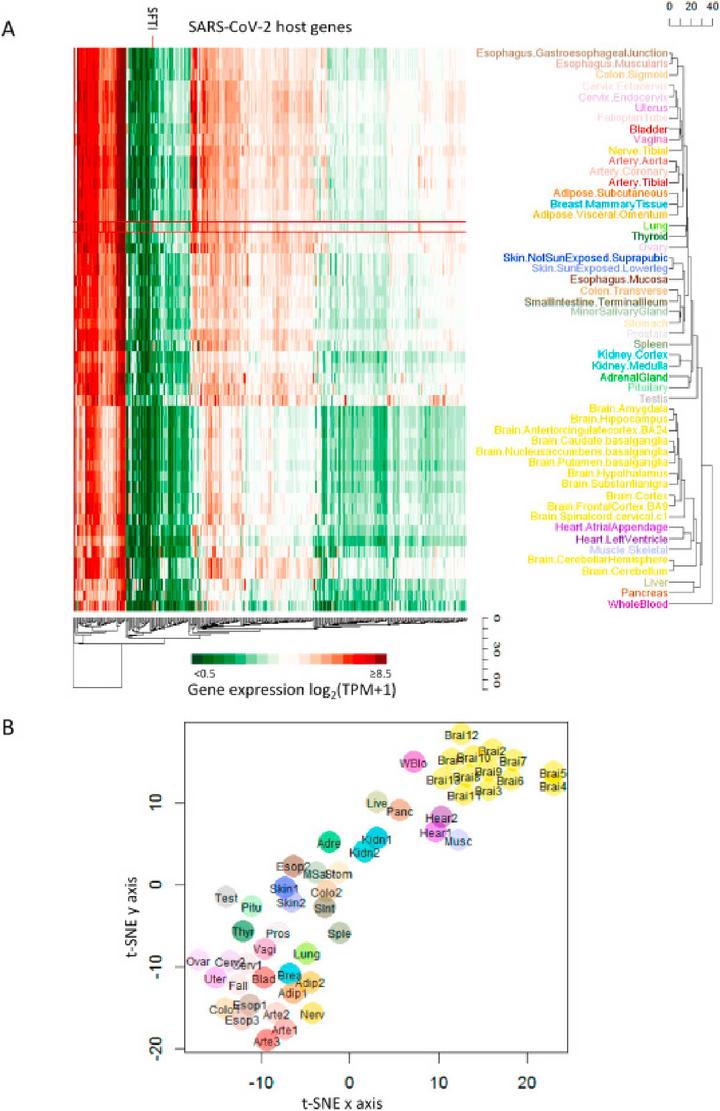 A
SFTI
SARS-CoV-2 host genes
0 20 40
Esophagus.GastroesophagealJunction
Esophagus.Muscularis
Colon.Sigmoid
Cervix.Ectocervix
Cervix.Endocervix
Uterus
FallopianTube
Bladder
Vagina
Nerve.Tibial
Artery.Aorta
Artery.Coronary
Artery.Tibial
Adipose.Subcutaneous
Breast.MammaryTissue
Adipose.Visceral.Omentum
Lung
Thyroid
Ovary
Skin.NotSunExposed.Suprapubic
Skin.SunExposed.Lowerleg
Esophagus.Mucosa
Colon.Transverse
SmallIntestine.TerminalIleum
MinorSalivaryGland
Stomach
Prostate
Spleen
Kidney.Cortex
Kidney.Medulla
AdrenalGland
Pituitary
Testis
Brain.Amygdala
Brain.Hippocampus
Brain.Anteriorcingulatecortex.BA24
Brain.Caudate.basalganglia
Brain.Nucleusaccumbens.basalganglia
Brain.Putamen.basalganglia
Brain.Hypothalamus
Brain.Substantianigra
Brain.Cortex
Brain.FrontalCortex.BA9
Brain.Spinalcord.cervical.c1
Heart.AtrialAppendage
Heart.LeftVentricle
Muscle.Skeletal
Brain.CerebellarHemisphere
Brain.Cerebellum
Liver
Pancreas
WholeBlood
0 30 60
<0.5 ≥8.5
Gene expression log2(TPM+1)
B
Brai12
Brai2
Brai10
WBlo
Brai7
Brai9
Brai5
Brai8
Brai13
Brai6
Brai4
Brai3
Brai11
10
Live
Panc
Hear2
Hear1
Musc
Adre
Kidn1
Kidn2
Esop2
MSal
Stom
0
Skin1
Colo2
Test
Skin2
Pitu
SInt
Thyr
Pros
Sple
Vagi
Lung
Ovar
Cerv2
Cerv1
-10
Uter
Blad
Brea
Fall
Adip2
Adip1
Colo1
Esop1
Esop3
Arte2
Nerv
Arte1
Arte3
-20
t-SNE y axis
-10 0 10 20
t-SNE x axis